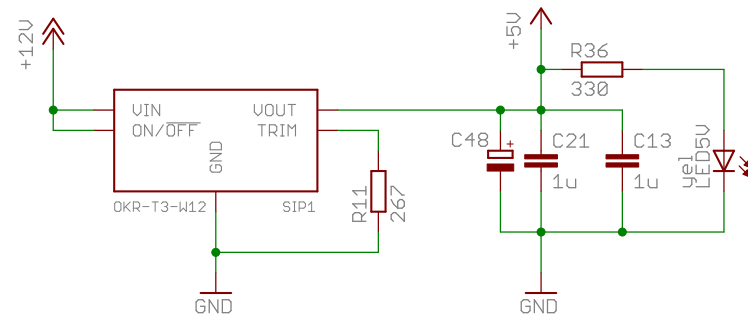 +12V
+5V
R36
330
VIN
ON/OFF
GND
VOUT
TRIM
OKR-T3-W12
SIP1
R11
267
C48
+
C21
1u
C13
1u
yel
LED5V
GND
GND